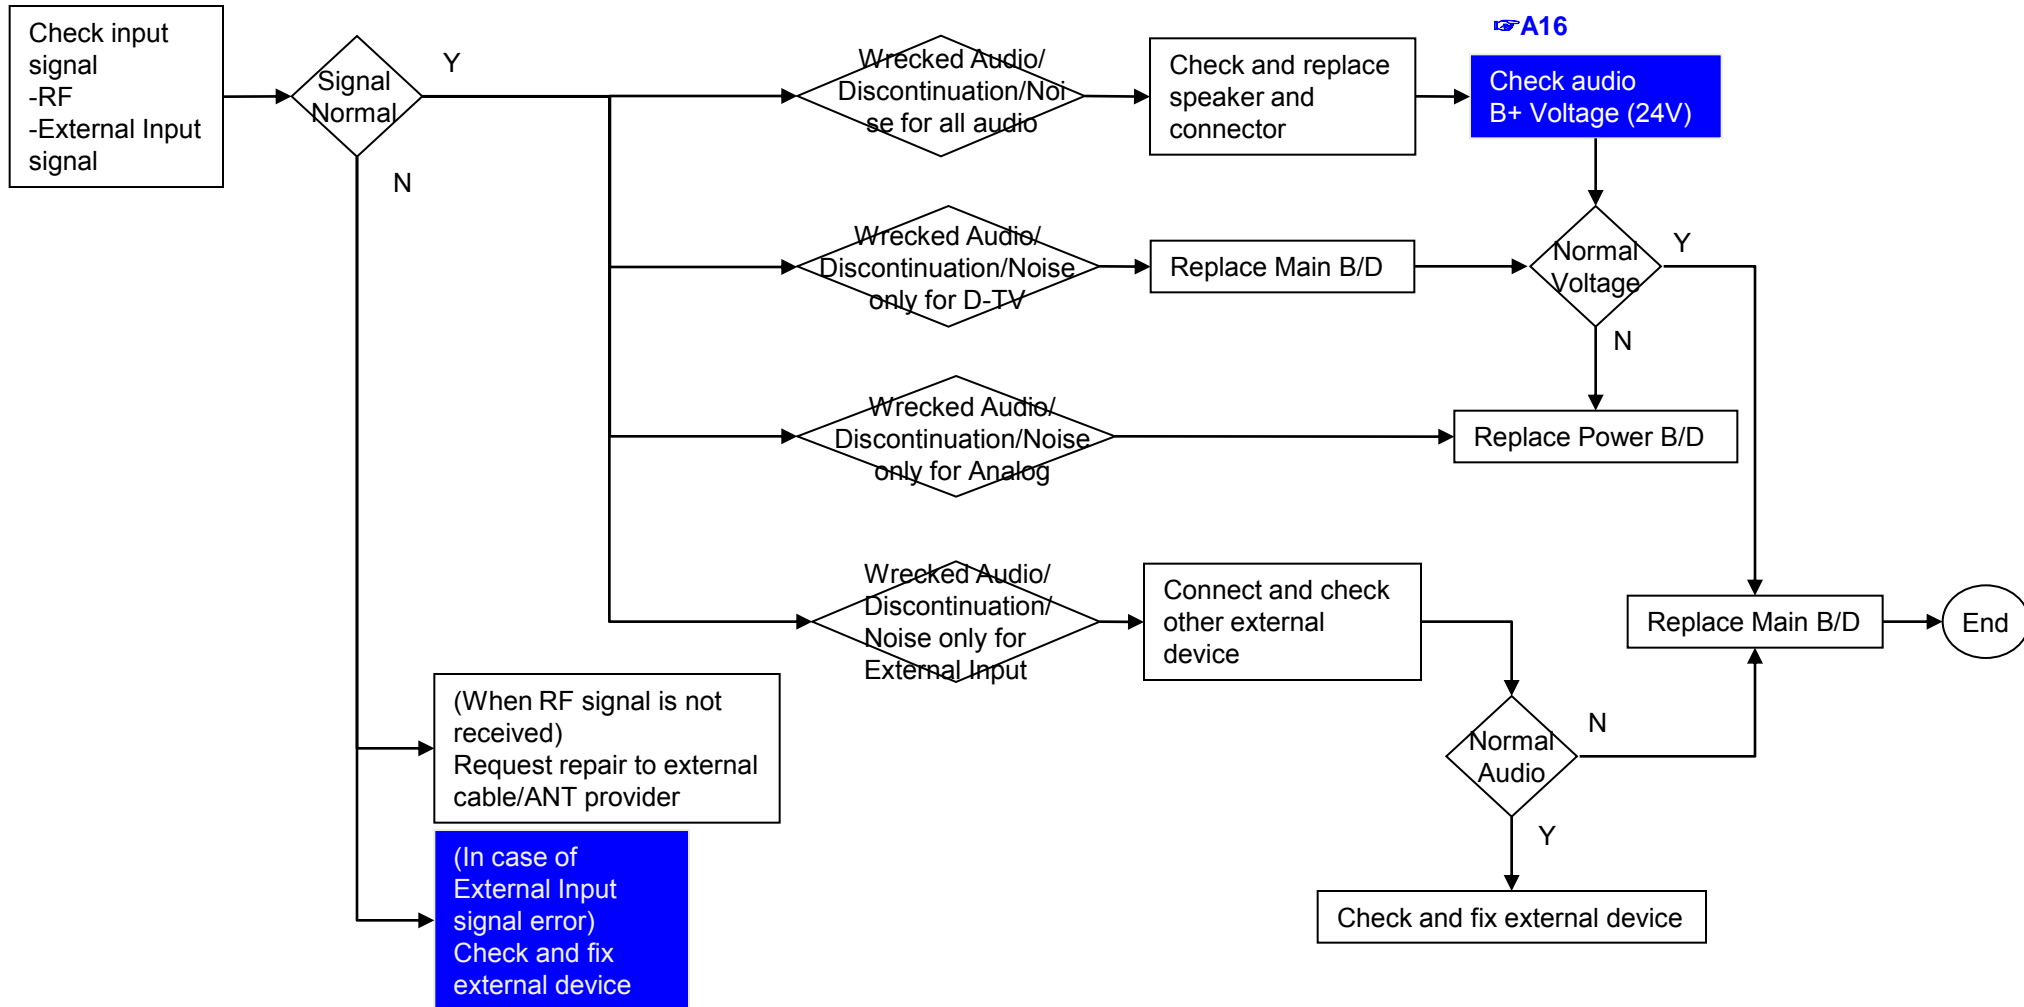 Check input
signal
-RF
-External Input
signal
Signal
Normal
Y
N
Wrecked Audio/
Discontinuation/Noi
se for all audio
Check and replace
speaker and
connector
☞A16
Check audio
B+ Voltage (24V)
Wrecked Audio/
Discontinuation/Noise
only for D-TV
Replace Main B/D
Normal
Voltage
Y
N
Wrecked Audio/
Discontinuation/Noise
only for Analog
Replace Power B/D
Wrecked Audio/
Discontinuation/
Noise only for
External Input
Connect and check
other external
device
Replace Main B/D
End
Normal
Audio
N
Y
Check and fix external device
(When RF signal is not
received)
Request repair to external
cable/ANT provider
(In case of
External Input
signal error)
Check and fix
external device